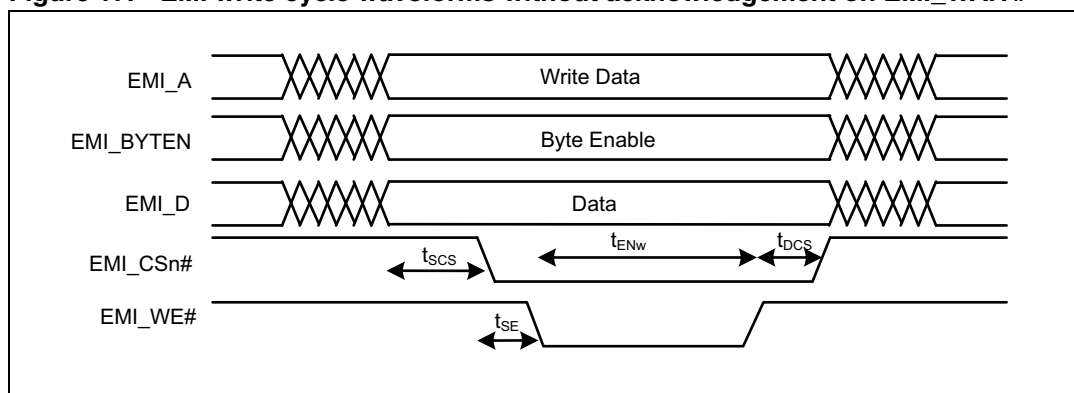 EMI write cycle waveforms without acknowledgement on EMI_WAIT#
EMI_A
Write Data
EMI_BYTEN
Byte Enable
EMI_D
Data
EMI_CSn#
tSCS
tENw
tDCS
EMI_WE#
tSE